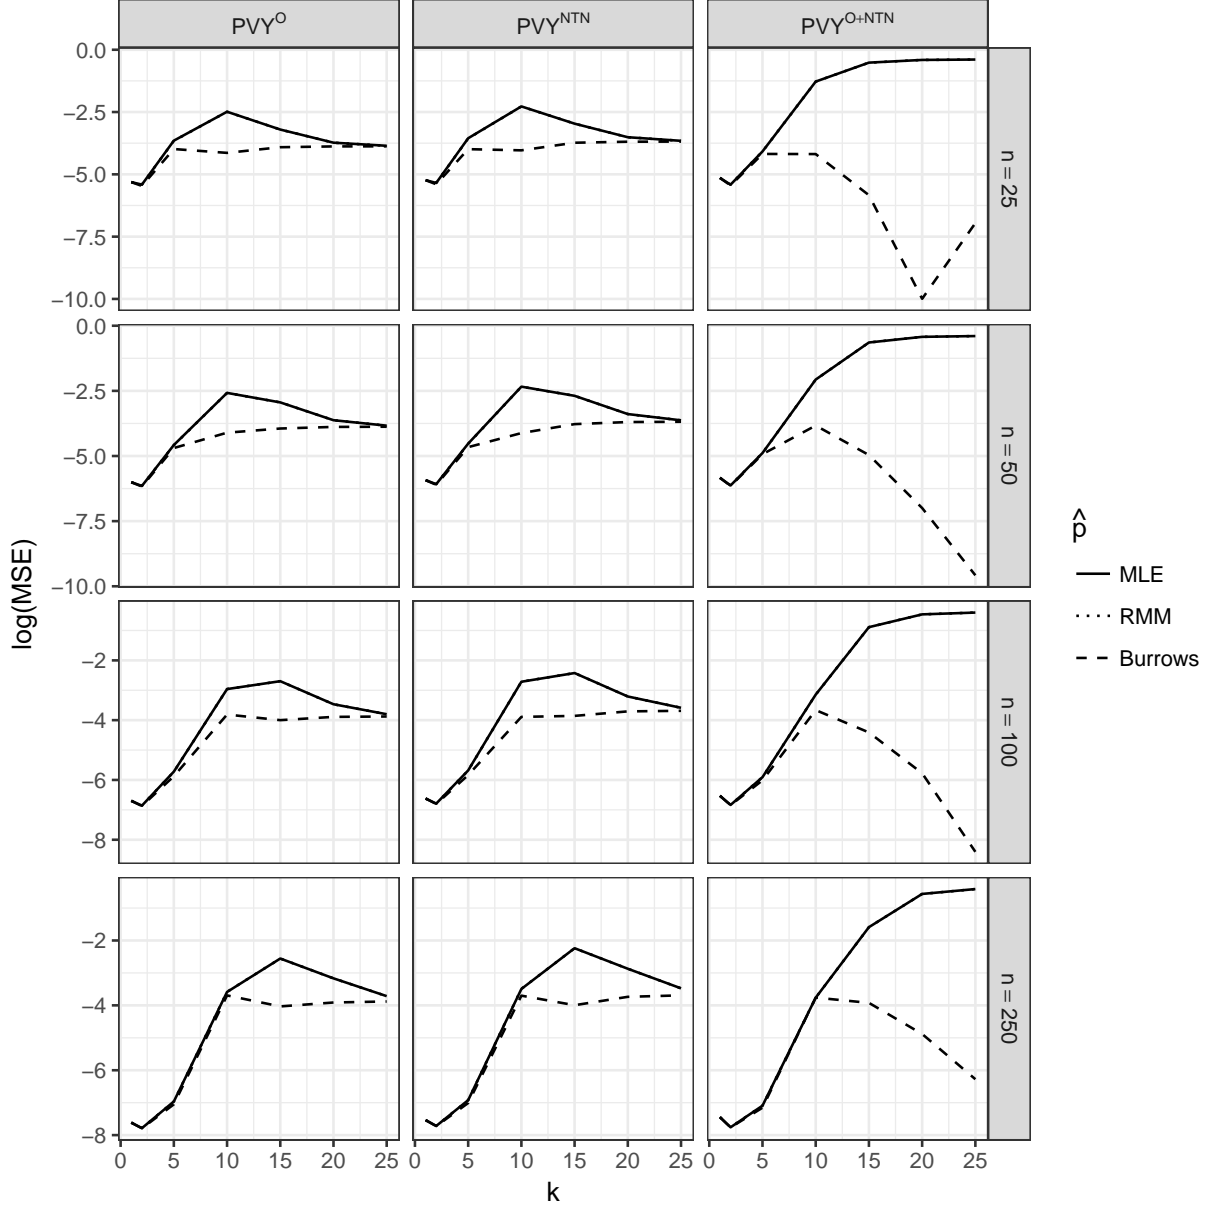 PVY^O PVY^NTN PVY^O+NTN
0.0
−2.5
−5.0
−7.5
−10.0
n = 25
0.0
−2.5
−5.0
−7.5
−10.0
n = 50
−2
−4
−6
−8
n = 100
−2
−4
−6
−8
n = 250
0 5 10 15 20 25 0 5 10 15 20 25 0 5 10 15 20 25
k
log(MSE)
p̂
MLE
RMM
Burrows